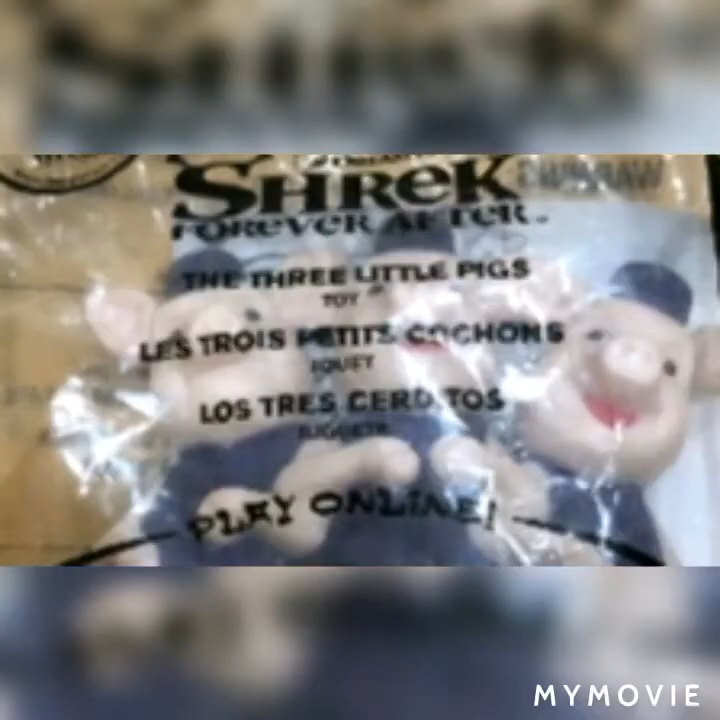 SHREK
FOREVER AFTER
THE THREE LITTLE PIGS
TOY
LES TROIS PETITS COCHONS
JOUET
LOS TRES CERDITOS
JUGUETE
PLAY ONLINE!
MYMOVIE